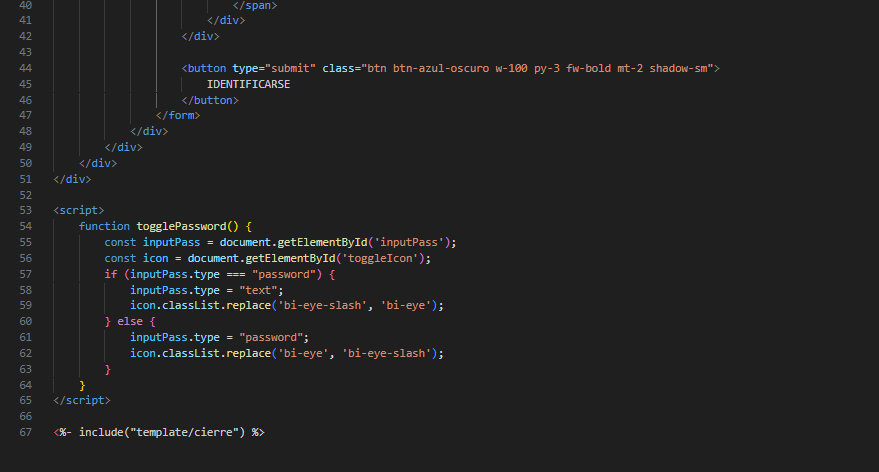 40 </span>
41 </div>
42 </div>
43
44 <button type="submit" class="btn btn-azul-oscuro w-100 py-3 fw-bold mt-2 shadow-sm">
45 IDENTIFICARSE
46 </button>
47 </form>
48 </div>
49 </div>
50 </div>
51 </div>
52
53 <script>
54 function togglePassword() {
55 const inputPass = document.getElementById('inputPass');
56 const icon = document.getElementById('toggleIcon');
57 if (inputPass.type === "password") {
58 inputPass.type = "text";
59 icon.classList.replace('bi-eye-slash', 'bi-eye');
60 } else {
61 inputPass.type = "password";
62 icon.classList.replace('bi-eye', 'bi-eye-slash');
63 }
64 }
65 </script>
66
67 <%- include("template/cierre") %>